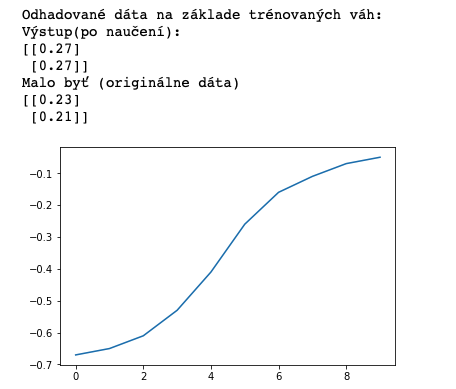 Odhadované dáta na základe trénovaných váh:
Výstup(po naučení):
[[0.27]
[0.27]]
Malo byť (originálne dáta)
[[0.23]
[0.21]]
−0.1
−0.2
−0.3
−0.4
−0.5
−0.6
−0.7
0 2 4 6 8